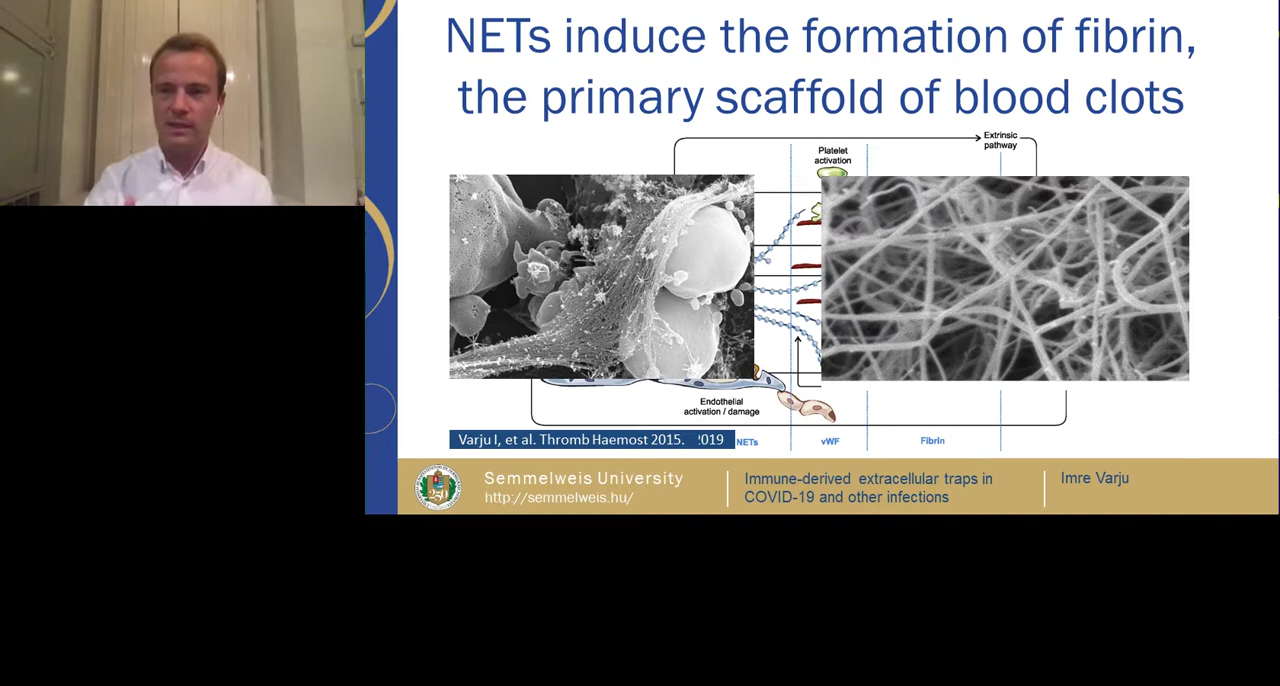 NETs induce the formation of fibrin,
the primary scaffold of blood clots
Extrinsic
pathway
Platelet
activation
Endothelial
activation / damage
Varju I, et al. Thromb Haemost 2015. 2019
NETs
vWF
Fibrin
Semmelweis University
http://semmelweis.hu/
250
Immune-derived extracellular traps in
COVID-19 and other infections
Imre Varju